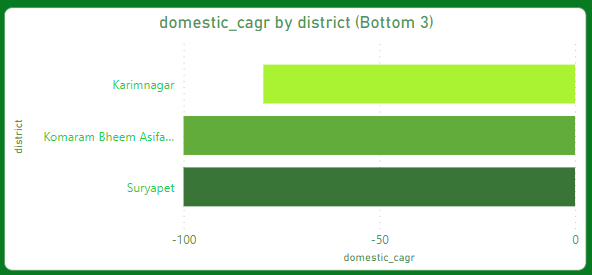 domestic_cagr by district (Bottom 3)
district
Karimnagar
Komaram Bheem Asifa...
Suryapet
-100 -50 0
domestic_cagr